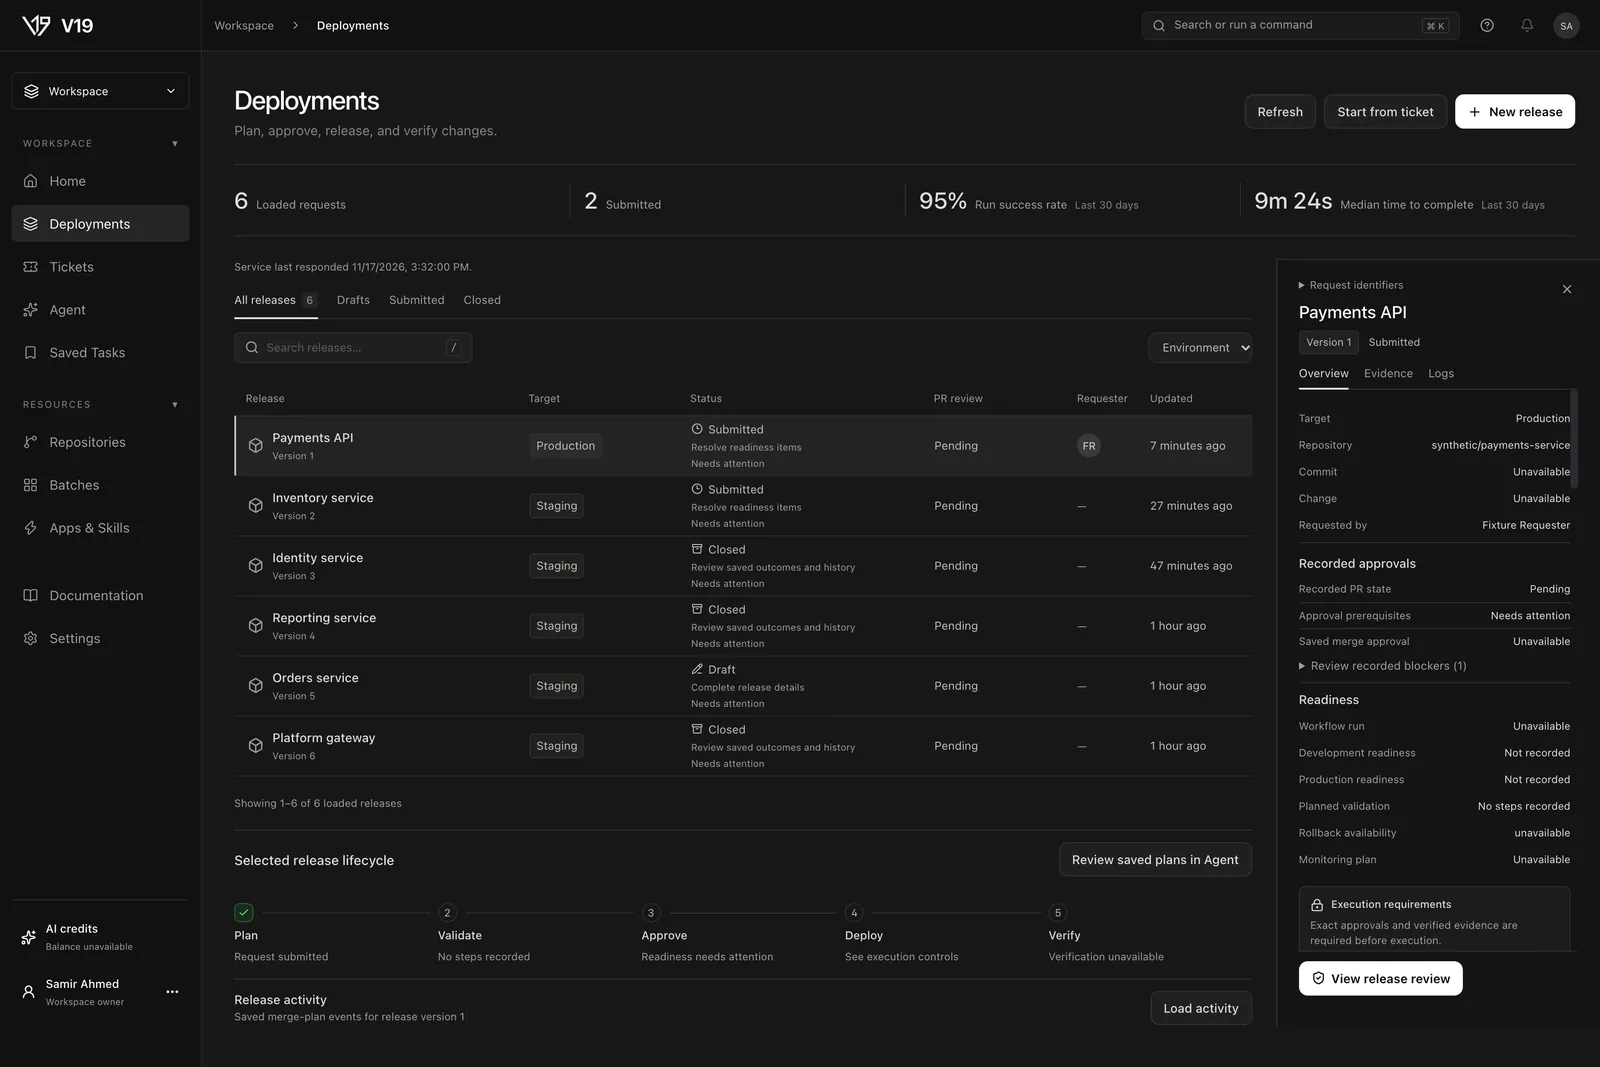 V19
Workspace > Deployments
Search or run a command
⌘ K
SA
Workspace
WORKSPACE
Home
Deployments
Tickets
Agent
Saved Tasks
RESOURCES
Repositories
Batches
Apps & Skills
Documentation
Settings
AI credits
Balance unavailable
Samir Ahmed
Workspace owner
Deployments
Plan, approve, release, and verify changes.
Refresh
Start from ticket
+ New release
6 Loaded requests
2 Submitted
95% Run success rate Last 30 days
9m 24s Median time to complete Last 30 days
Service last responded 11/17/2026, 3:32:00 PM.
All releases 6 Drafts Submitted Closed
Search releases... /
Environment
Release Target Status PR review Requester Updated
Payments API
Version 1
Production
Submitted
Resolve readiness items
Needs attention
Pending
FR
7 minutes ago
Inventory service
Version 2
Staging
Submitted
Resolve readiness items
Needs attention
Pending
—
27 minutes ago
Identity service
Version 3
Staging
Closed
Review saved outcomes and history
Needs attention
Pending
—
47 minutes ago
Reporting service
Version 4
Staging
Closed
Review saved outcomes and history
Needs attention
Pending
—
1 hour ago
Orders service
Version 5
Staging
Draft
Complete release details
Needs attention
Pending
—
1 hour ago
Platform gateway
Version 6
Staging
Closed
Review saved outcomes and history
Needs attention
Pending
—
1 hour ago
Showing 1–6 of 6 loaded releases
Selected release lifecycle
Review saved plans in Agent
Plan
Request submitted
2
Validate
No steps recorded
3
Approve
Readiness needs attention
4
Deploy
See execution controls
5
Verify
Verification unavailable
Release activity
Saved merge-plan events for release version 1
Load activity
Request identifiers
Payments API
Version 1 Submitted
Overview Evidence Logs
Target Production
Repository synthetic/payments-service
Commit Unavailable
Change Unavailable
Requested by Fixture Requester
Recorded approvals
Recorded PR state Pending
Approval prerequisites Needs attention
Saved merge approval Unavailable
Review recorded blockers (1)
Readiness
Workflow run Unavailable
Development readiness Not recorded
Production readiness Not recorded
Planned validation No steps recorded
Rollback availability unavailable
Monitoring plan Unavailable
Execution requirements
Exact approvals and verified evidence are
required before execution.
View release review